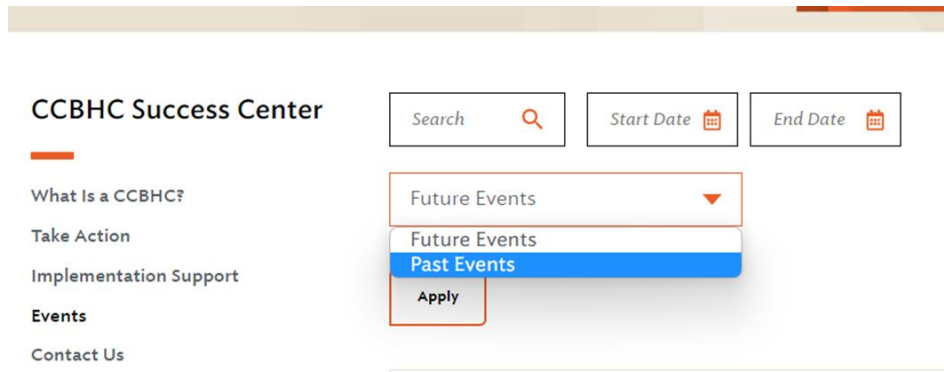 CCBHC Success Center
What Is a CCBHC?
Take Action
Implementation Support
Events
Contact Us
Search
Start Date
End Date
Future Events
Future Events
Past Events
Apply